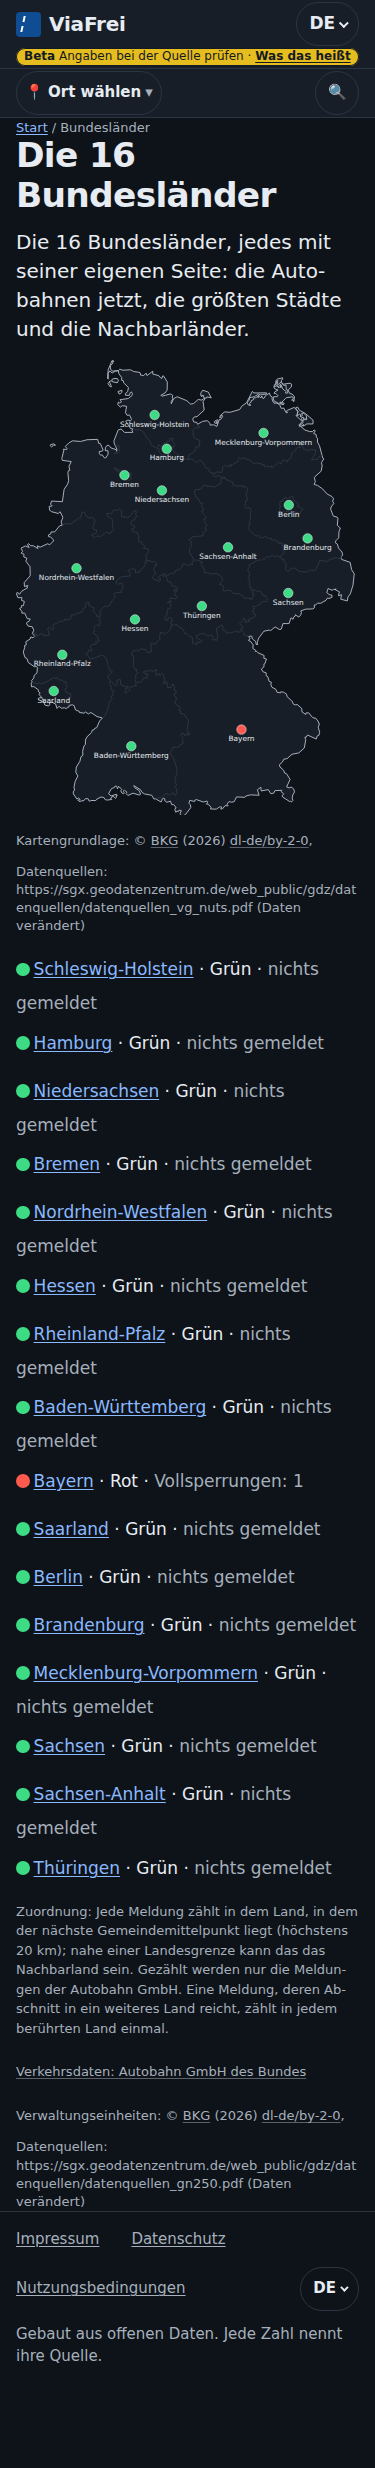 ViaFrei
DE
Beta Angaben bei der Quelle prüfen · Was das heißt
📍 Ort wählen ▾
🔍
Start / Bundesländer
Die 16
Bundesländer
Die 16 Bundesländer, jedes mit
seiner eigenen Seite: die Auto-
bahnen jetzt, die größten Städte
und die Nachbarländer.
Schleswig-Holstein
Mecklenburg-Vorpommern
Hamburg
Bremen
Niedersachsen
Berlin
Brandenburg
Sachsen-Anhalt
Nordrhein-Westfalen
Sachsen
Thüringen
Hessen
Rheinland-Pfalz
Saarland
Bayern
Baden-Württemberg
Kartengrundlage: © BKG (2026) dl-de/by-2-0,
Datenquellen:
https://sgx.geodatenzentrum.de/web_public/gdz/dat
enquellen/datenquellen_vg_nuts.pdf (Daten
verändert)
Schleswig-Holstein · Grün · nichts
gemeldet
Hamburg · Grün · nichts gemeldet
Niedersachsen · Grün · nichts
gemeldet
Bremen · Grün · nichts gemeldet
Nordrhein-Westfalen · Grün · nichts
gemeldet
Hessen · Grün · nichts gemeldet
Rheinland-Pfalz · Grün · nichts
gemeldet
Baden-Württemberg · Grün · nichts
gemeldet
Bayern · Rot · Vollsperrungen: 1
Saarland · Grün · nichts gemeldet
Berlin · Grün · nichts gemeldet
Brandenburg · Grün · nichts gemeldet
Mecklenburg-Vorpommern · Grün ·
nichts gemeldet
Sachsen · Grün · nichts gemeldet
Sachsen-Anhalt · Grün · nichts
gemeldet
Thüringen · Grün · nichts gemeldet
Zuordnung: Jede Meldung zählt in dem Land, in dem
der nächste Gemeindemittelpunkt liegt (höchstens
20 km); nahe einer Landesgrenze kann das das
Nachbarland sein. Gezählt werden nur die Meldun-
gen der Autobahn GmbH. Eine Meldung, deren Ab-
schnitt in ein weiteres Land reicht, zählt in jedem
berührten Land einmal.
Verkehrsdaten: Autobahn GmbH des Bundes
Verwaltungseinheiten: © BKG (2026) dl-de/by-2-0,
Datenquellen:
https://sgx.geodatenzentrum.de/web_public/gdz/dat
enquellen/datenquellen_gn250.pdf (Daten
verändert)
Impressum Datenschutz
Nutzungsbedingungen
DE
Gebaut aus offenen Daten. Jede Zahl nennt
ihre Quelle.